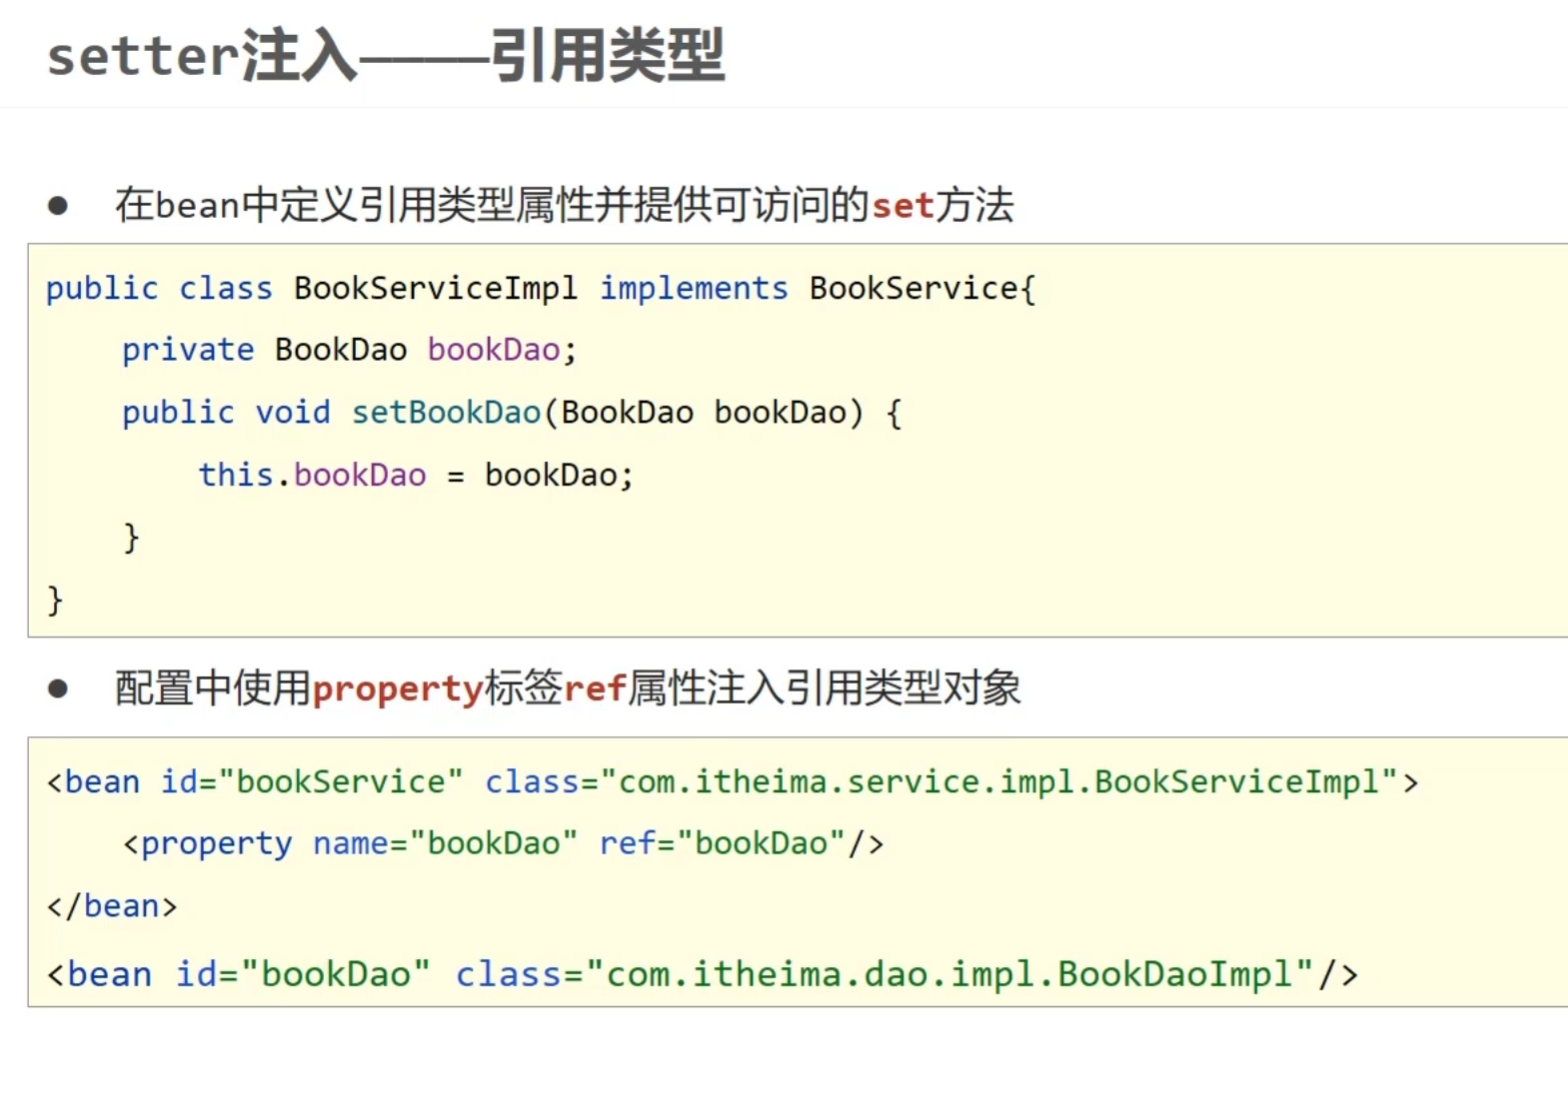 setter注入————引用类型
● 在bean中定义引用类型属性并提供可访问的set方法
public class BookServiceImpl implements BookService{
    private BookDao bookDao;
    public void setBookDao(BookDao bookDao) {
        this.bookDao = bookDao;
    }
}
● 配置中使用property标签ref属性注入引用类型对象
<bean id="bookService" class="com.itheima.service.impl.BookServiceImpl">
    <property name="bookDao" ref="bookDao"/>
</bean>
<bean id="bookDao" class="com.itheima.dao.impl.BookDaoImpl"/>